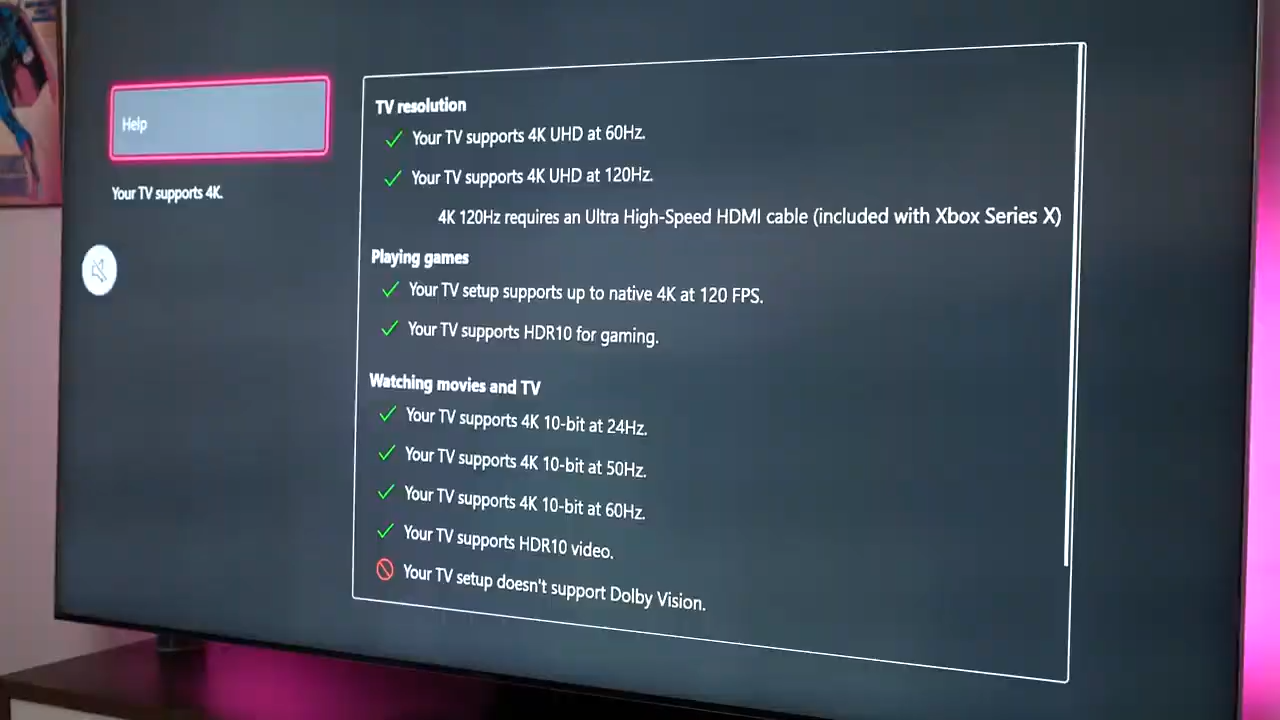 Help
Your TV supports 4K.
TV resolution
Your TV supports 4K UHD at 60Hz.
Your TV supports 4K UHD at 120Hz.
4K 120Hz requires an Ultra High-Speed HDMI cable (included with Xbox Series X)
Playing games
Your TV setup supports up to native 4K at 120 FPS.
Your TV supports HDR10 for gaming.
Watching movies and TV
Your TV supports 4K 10-bit at 24Hz.
Your TV supports 4K 10-bit at 50Hz.
Your TV supports 4K 10-bit at 60Hz.
Your TV supports HDR10 video.
Your TV setup doesn't support Dolby Vision.